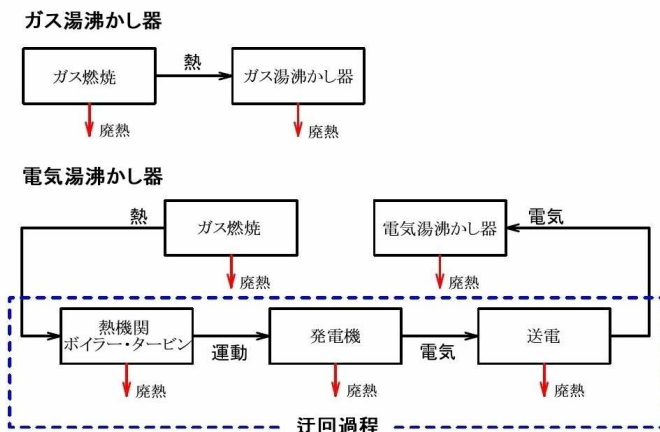 ガス湯沸かし器
ガス燃焼
熱
ガス湯沸かし器
廃熱
廃熱
電気湯沸かし器
熱
ガス燃焼
電気湯沸かし器
電気
廃熱
廃熱
熱機関
ボイラー・タービン
運動
発電機
電気
送電
廃熱
廃熱
廃熱
迂回過程